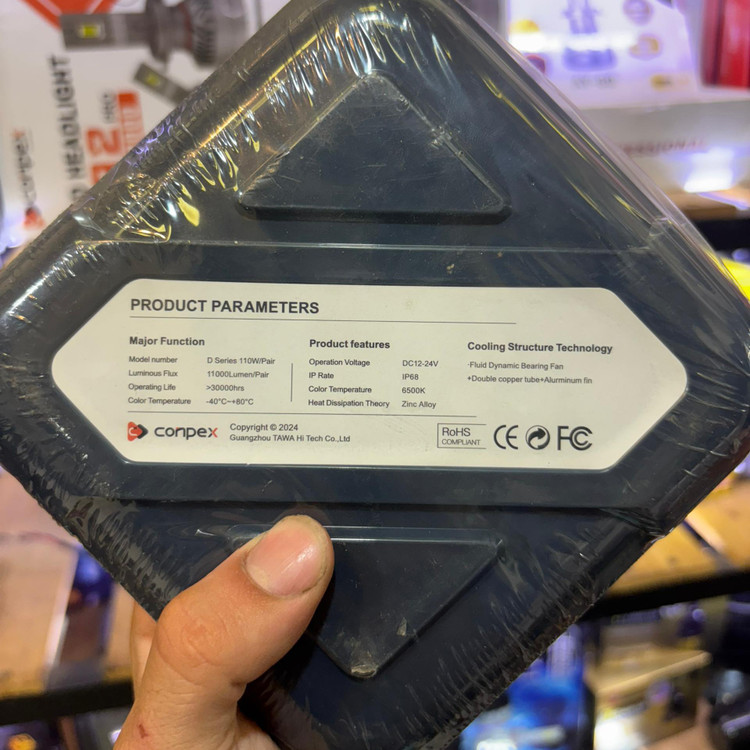 HEADLIGHT
conpex
PRODUCT PARAMETERS
Major Function
Model number D Series 110W/Pair
Luminous Flux 11000Lumen/Pair
Operating Life >30000hrs
Color Temperature -40°C~+80°C
Product features
Operation Voltage DC12-24V
IP Rate IP68
Color Temperature 6500K
Heat Dissipation Theory Zinc Alloy
Cooling Structure Technology
·Fluid Dynamic Bearing Fan
+Double copper tube+Alurminum fin
conpex
Copyright © 2024
Guangzhou TAWA Hi Tech Co.,Ltd
RoHS
COMPLIANT
CE FC